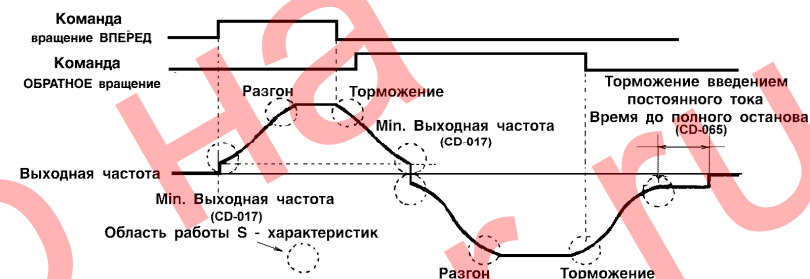 Команда
вращение ВПЕРЕД
Команда
ОБРАТНОЕ вращение
Разгон
Торможение
Торможение введением
постоянного тока
Время до полного останова
(CD-065)
Min. Выходная частота
(CD-017)
Выходная частота
Min. Выходная частота
(CD-017)
Область работы S - характеристик
Разгон
Торможение